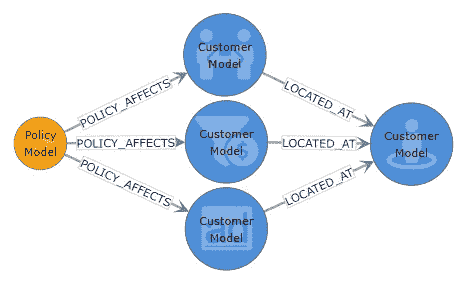 Customer
Model
POLICY_AFFECTS
LOCATED_AT
Policy
Model
POLICY_AFFECTS
Customer
Model
LOCATED_AT
Customer
Model
POLICY_AFFECTS
LOCATED_AT
Customer
Model